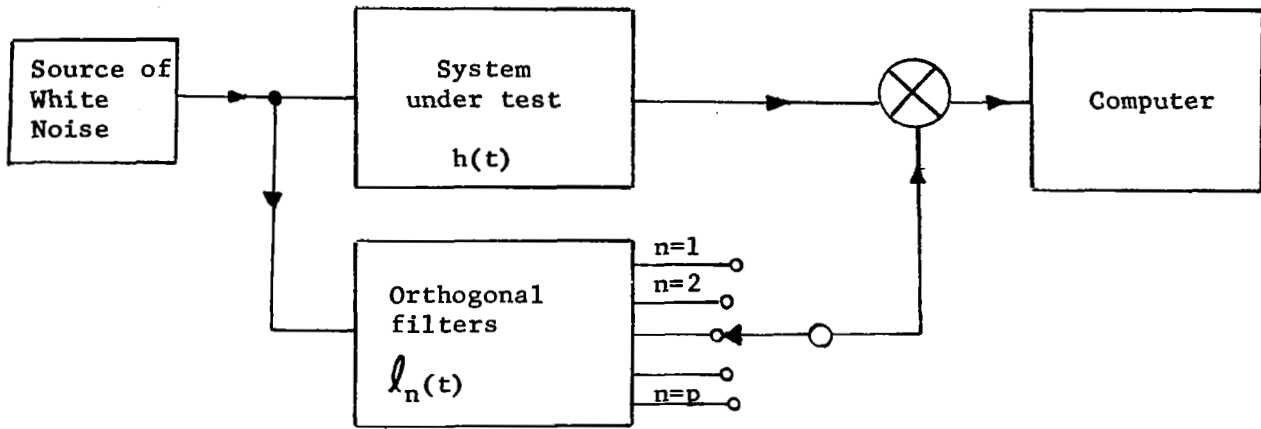 Source of
White
Noise
System
under test
h(t)
Computer
Orthogonal
filters
ℓn(t)
n=1
n=2
n=p